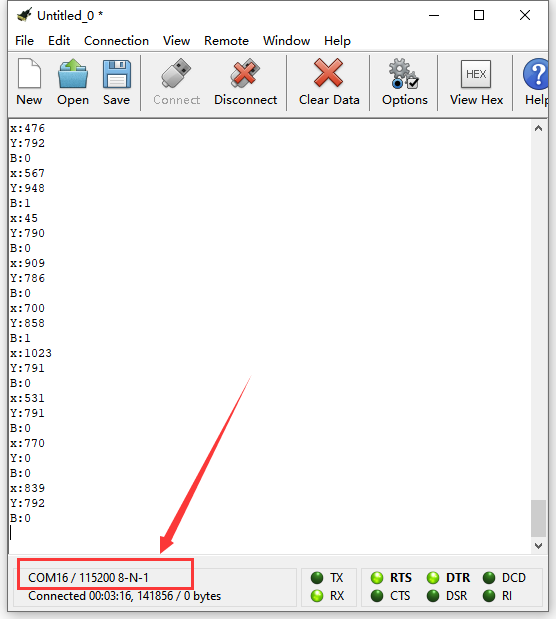 Untitled_0 *
File Edit Connection View Remote Window Help
HEX ?
New Open Save Connect Disconnect Clear Data Options View Hex Help
x:476
Y:792
B:0
x:567
Y:948
B:1
x:45
Y:790
B:0
x:909
Y:786
B:0
x:700
Y:858
B:1
x:1023
Y:791
B:0
x:531
Y:791
B:0
x:770
Y:0
B:0
x:839
Y:792
B:0
COM16 / 115200 8-N-1
Connected 00:03:16, 141856 / 0 bytes
TX RTS DTR DCD
RX CTS DSR RI